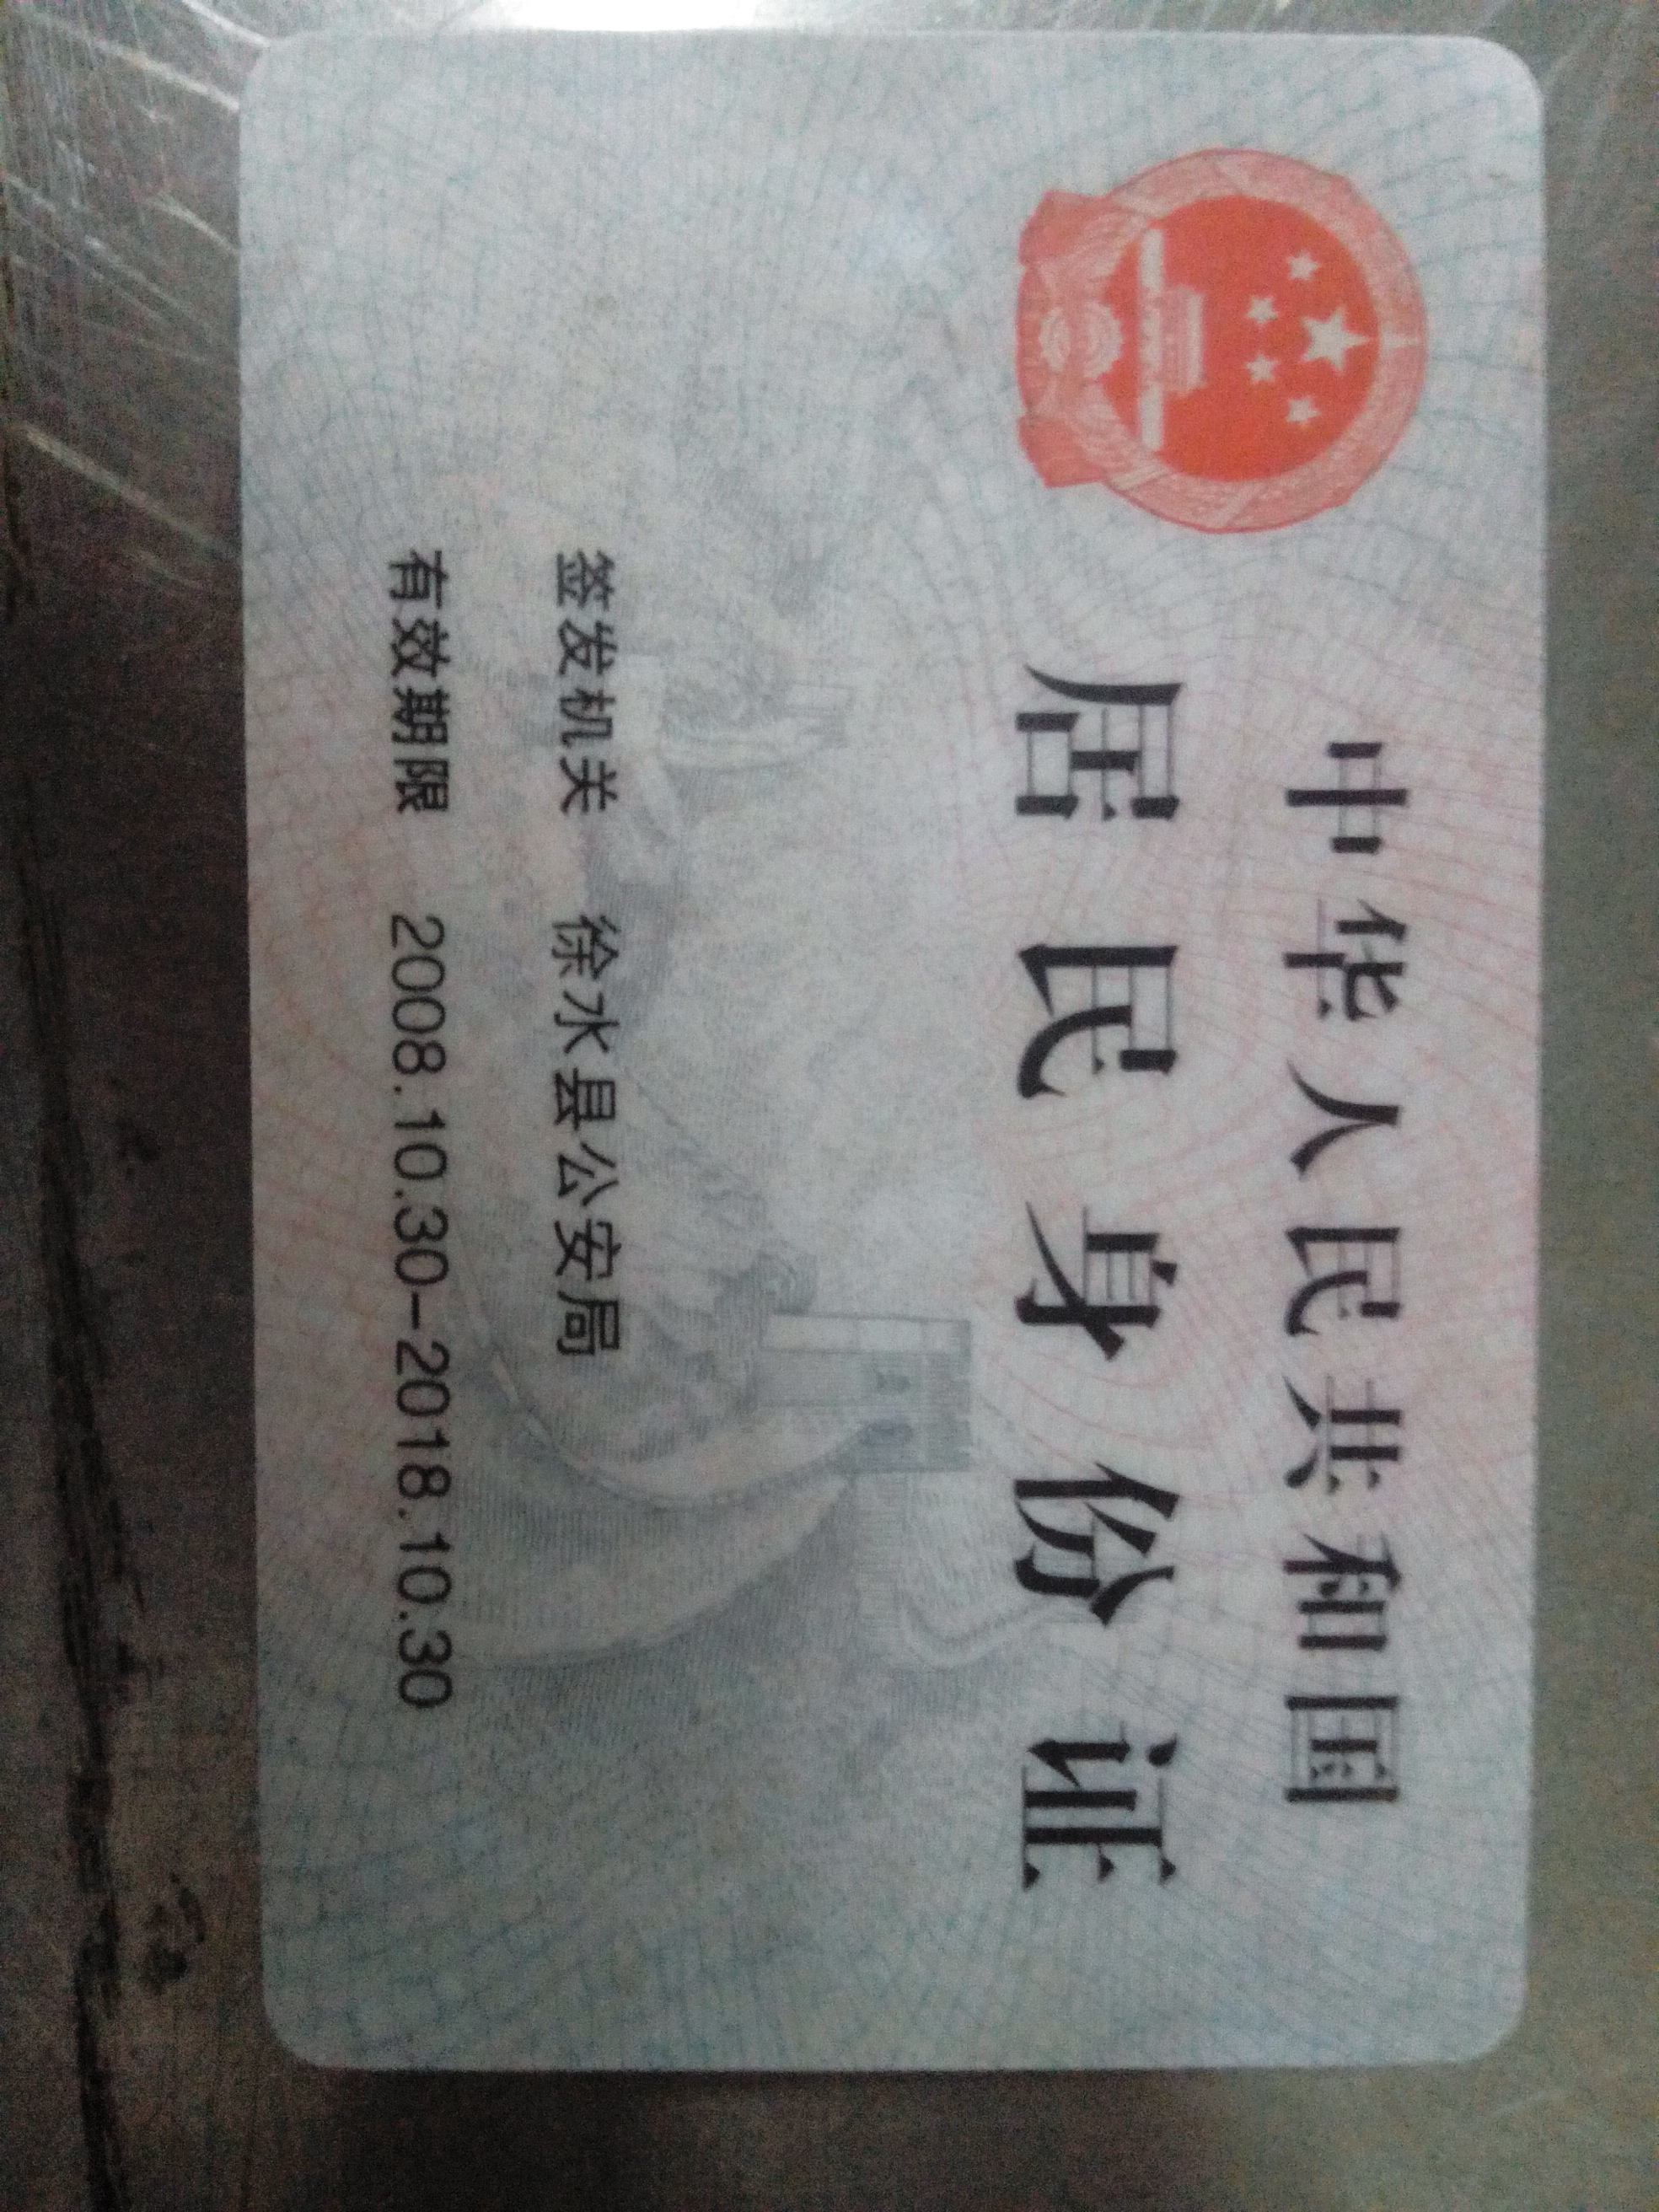 中华人民共和国
居民身份证
签发机关 徐水县公安局
有效期限 2008.10.30-2018.10.30